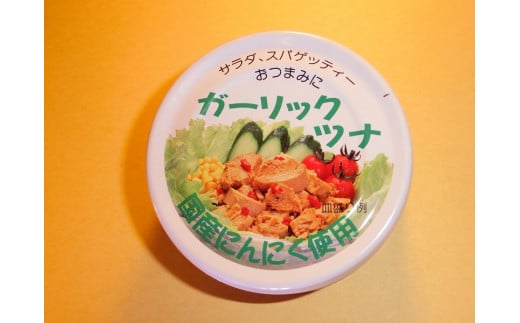 サラダ、スパゲッティー
おつまみに
ガーリック
ツナ
国産にんにく使用